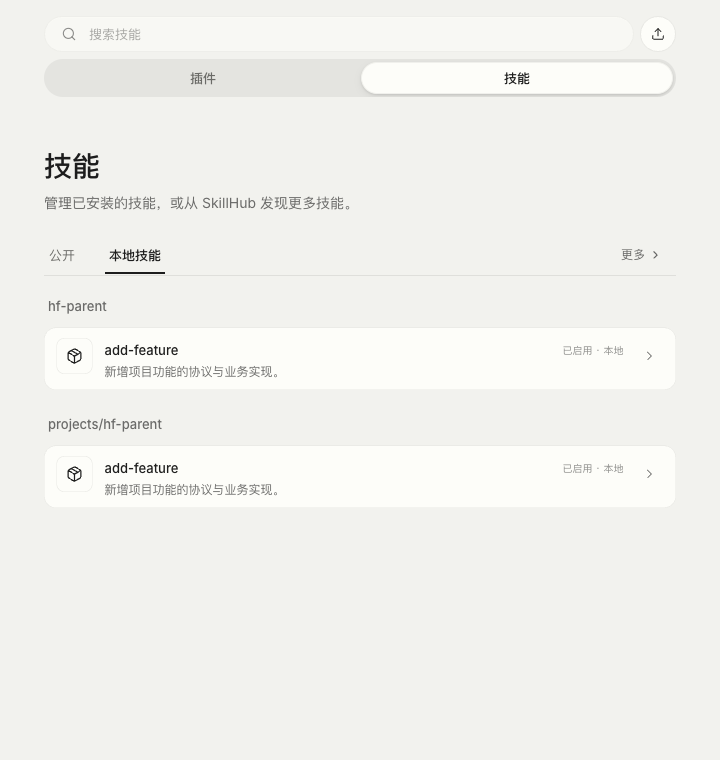 搜索技能
插件
技能
技能
管理已安装的技能，或从 SkillHub 发现更多技能。
公开
本地技能
更多
hf-parent
add-feature
已启用 · 本地
新增项目功能的协议与业务实现。
projects/hf-parent
add-feature
已启用 · 本地
新增项目功能的协议与业务实现。